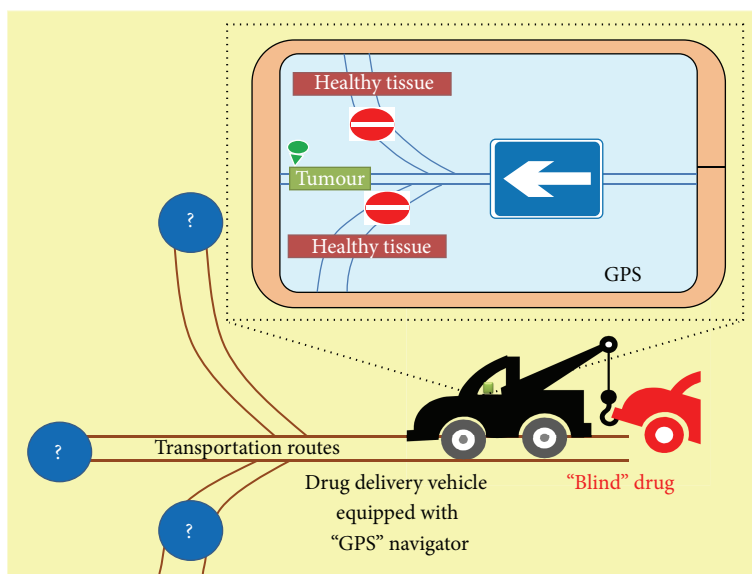 Healthy tissue
Tumour
Healthy tissue
GPS
?
?
Transportation routes
?
Drug delivery vehicle
equipped with
“GPS” navigator
“Blind” drug